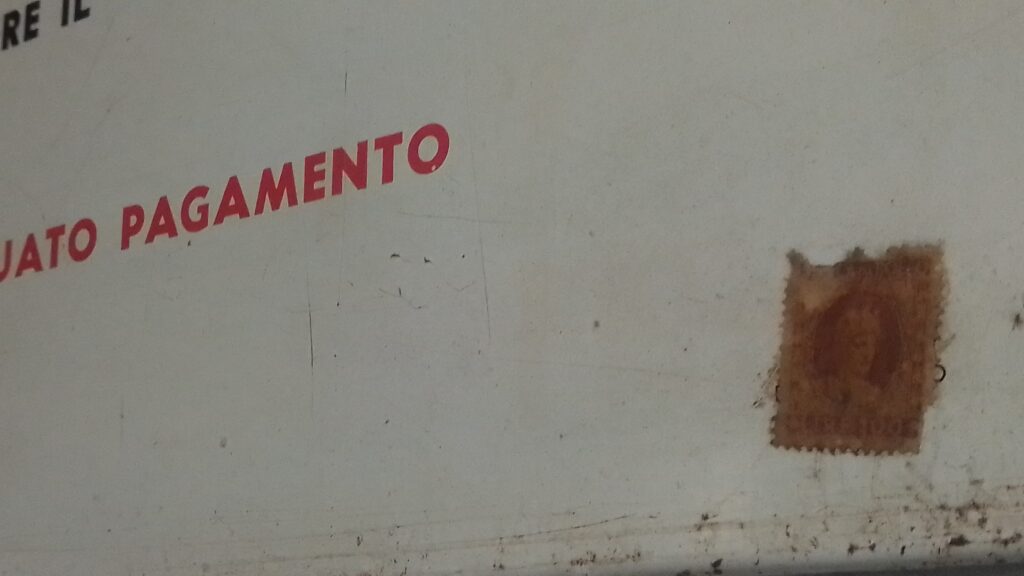 RE IL
UATO PAGAMENTO